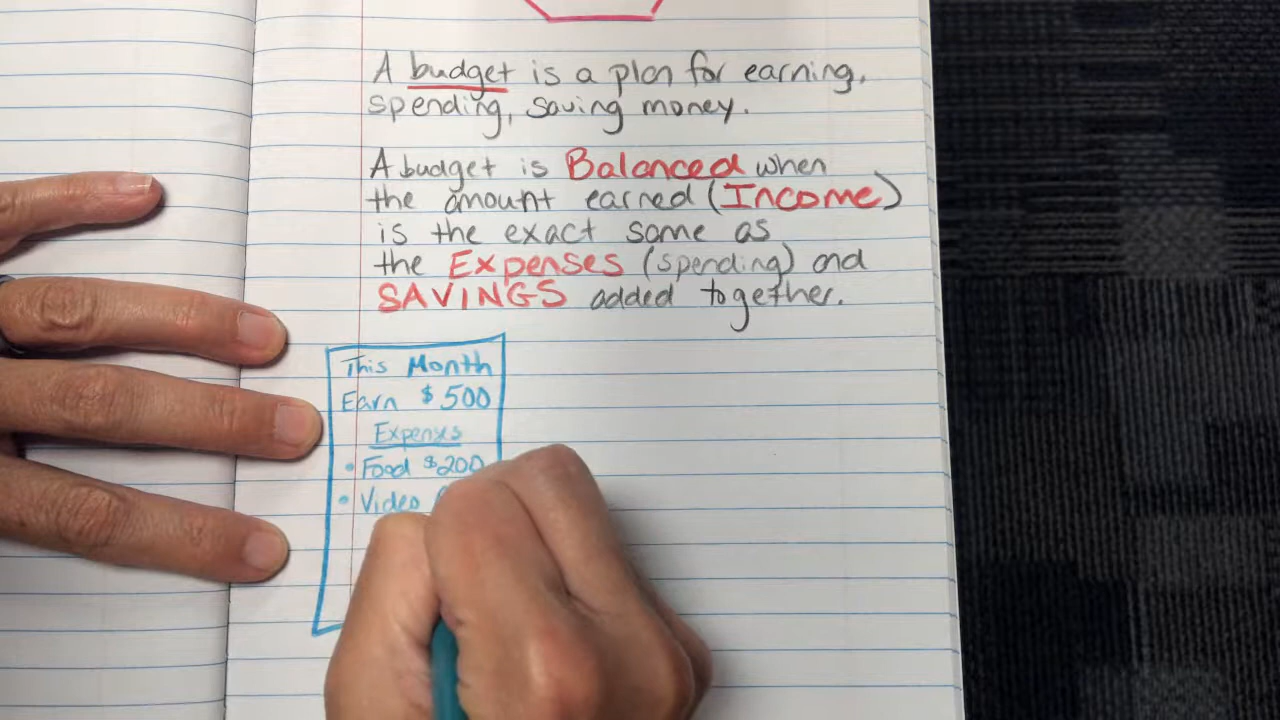 A budget is a plan for earning,
spending, saving money.
A budget is Balanced when
the amount earned (Income)
is the exact same as
the Expenses (spending) and
SAVINGS added together.
This Month
Earn $500
Expenses
• Food $200
• Video